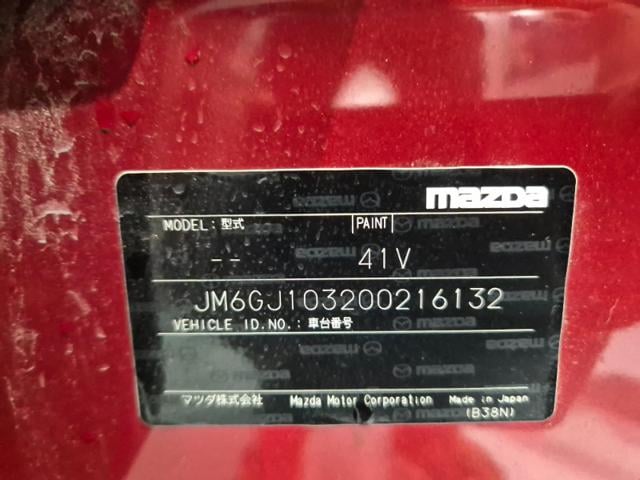 mazda
MODEL: 型式 PAINT
-- 41V
JM6GJ103200216132
VEHICLE ID.NO.: 車台番号
マツダ株式会社 Mazda Motor Corporation Made in Japan
(B38N)